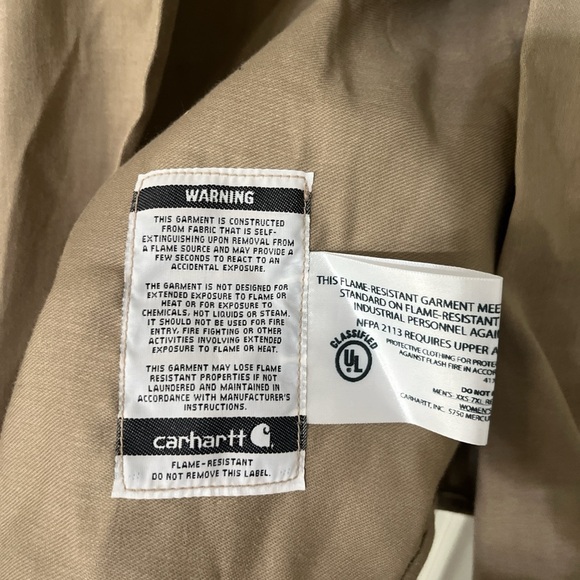 WARNING
THIS GARMENT IS CONSTRUCTED
FROM FABRIC THAT IS SELF-
EXTINGUISHING UPON REMOVAL FROM
A FLAME SOURCE AND MAY PROVIDE A
FEW SECONDS TO REACT TO AN
ACCIDENTAL EXPOSURE.
THE GARMENT IS NOT DESIGNED FOR
EXTENDED EXPOSURE TO FLAME OR
HEAT OR FOR EXPOSURE TO
CHEMICALS, HOT LIQUIDS OR STEAM.
IT SHOULD NOT BE USED FOR FIRE
ENTRY, FIRE FIGHTING OR OTHER
ACTIVITIES INVOLVING EXTENDED
EXPOSURE TO FLAME OR HEAT.
THIS GARMENT MAY LOSE FLAME
RESISTANT PROPERTIES IF NOT
LAUNDERED AND MAINTAINED IN
ACCORDANCE WITH MANUFACTURER'S
INSTRUCTIONS.
carhartt
FLAME-RESISTANT
DO NOT REMOVE THIS LABEL.
THIS FLAME-RESISTANT GARMENT MEE
STANDARD ON FLAME-RESISTANT
INDUSTRIAL PERSONNEL AGAI
NFPA 2113 REQUIRES UPPER A
CLASSIFIED
UL
PROTECTIVE CLOTHING FOR PROTE
AGAINST FLASH FIRE IN ACCOR
DO NOT
MEN'S:
WOMEN'S
CARHARTT, INC. 5750 MERCU